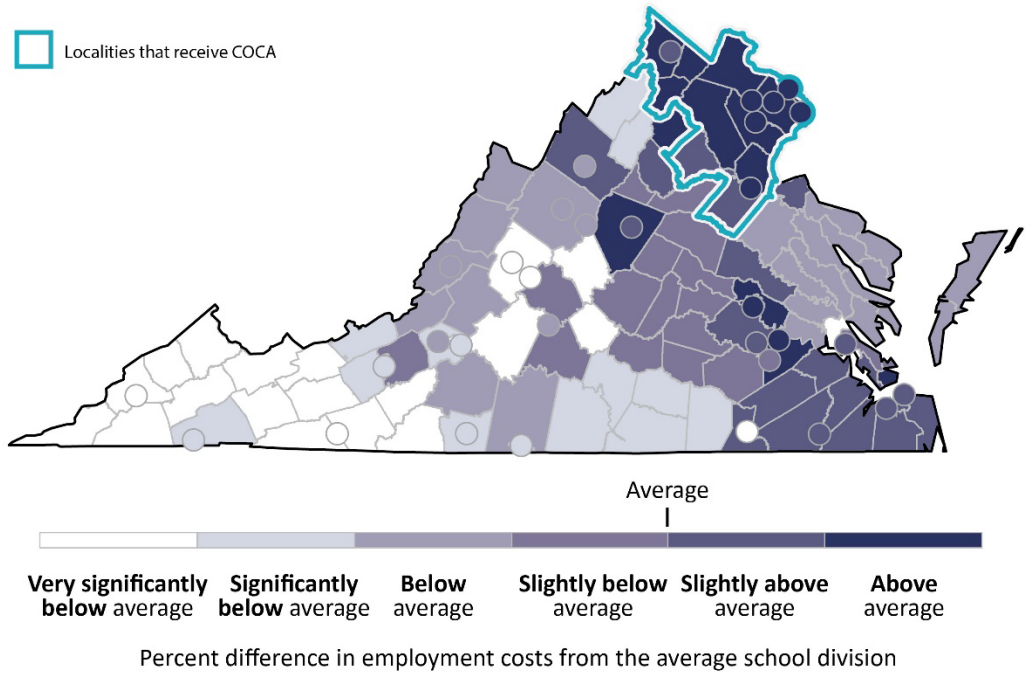 Localities that receive COCA
Average
Very significantly
below average
Significantly
below average
Below
average
Slightly below
average
Slightly above
average
Above
average
Percent difference in employment costs from the average school division